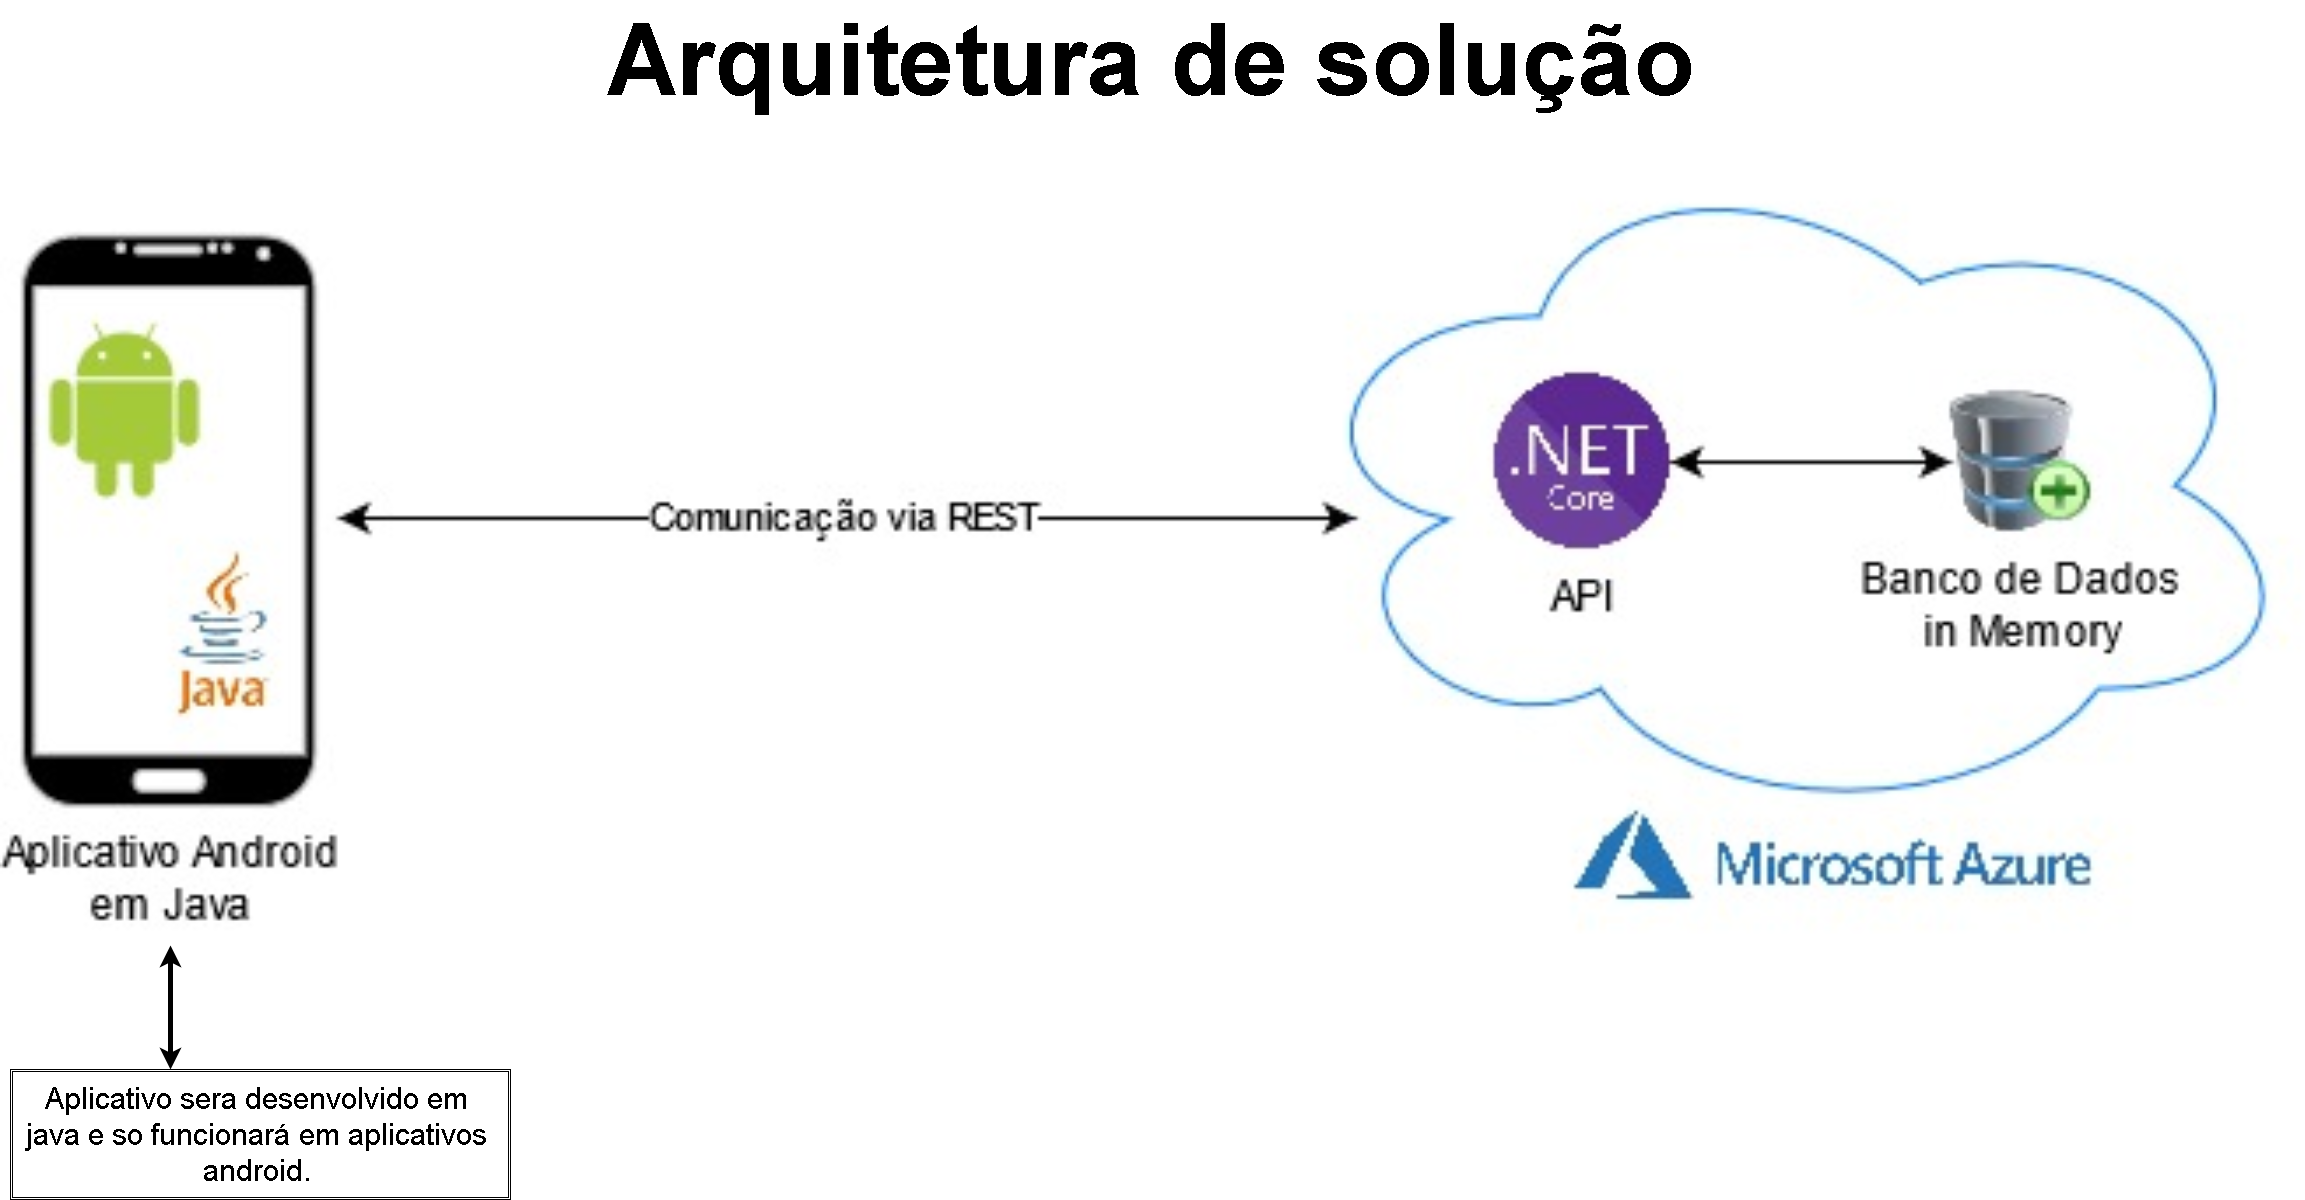 Arquitetura de solução
.NET
Core
Comunicação via REST
API
Banco de Dados
in Memory
Java
Microsoft Azure
Aplicativo Android
em Java
Aplicativo sera desenvolvido em
java e so funcionará em aplicativos
android.